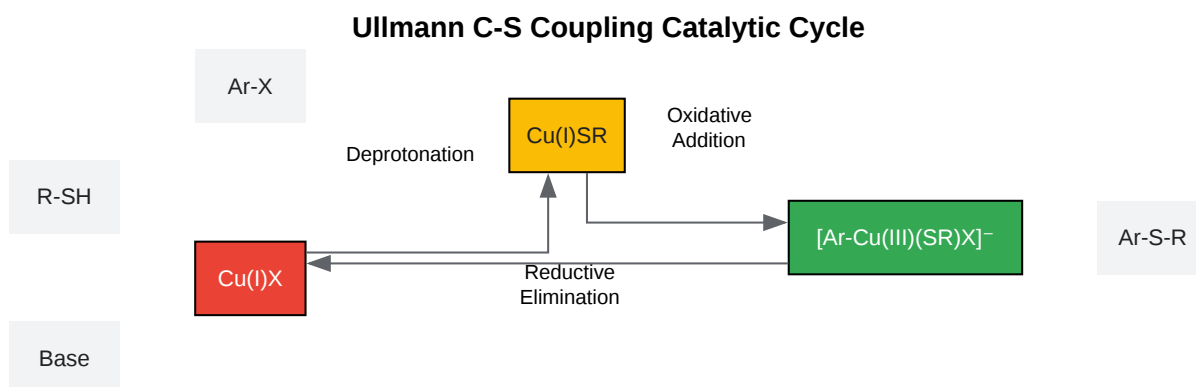 Ullmann C-S Coupling Catalytic Cycle
Ar-X
Cu(I)SR
Oxidative
Addition
Deprotonation
R-SH
[Ar-Cu(III)(SR)X]⁻
Ar-S-R
Cu(I)X
Reductive
Elimination
Base